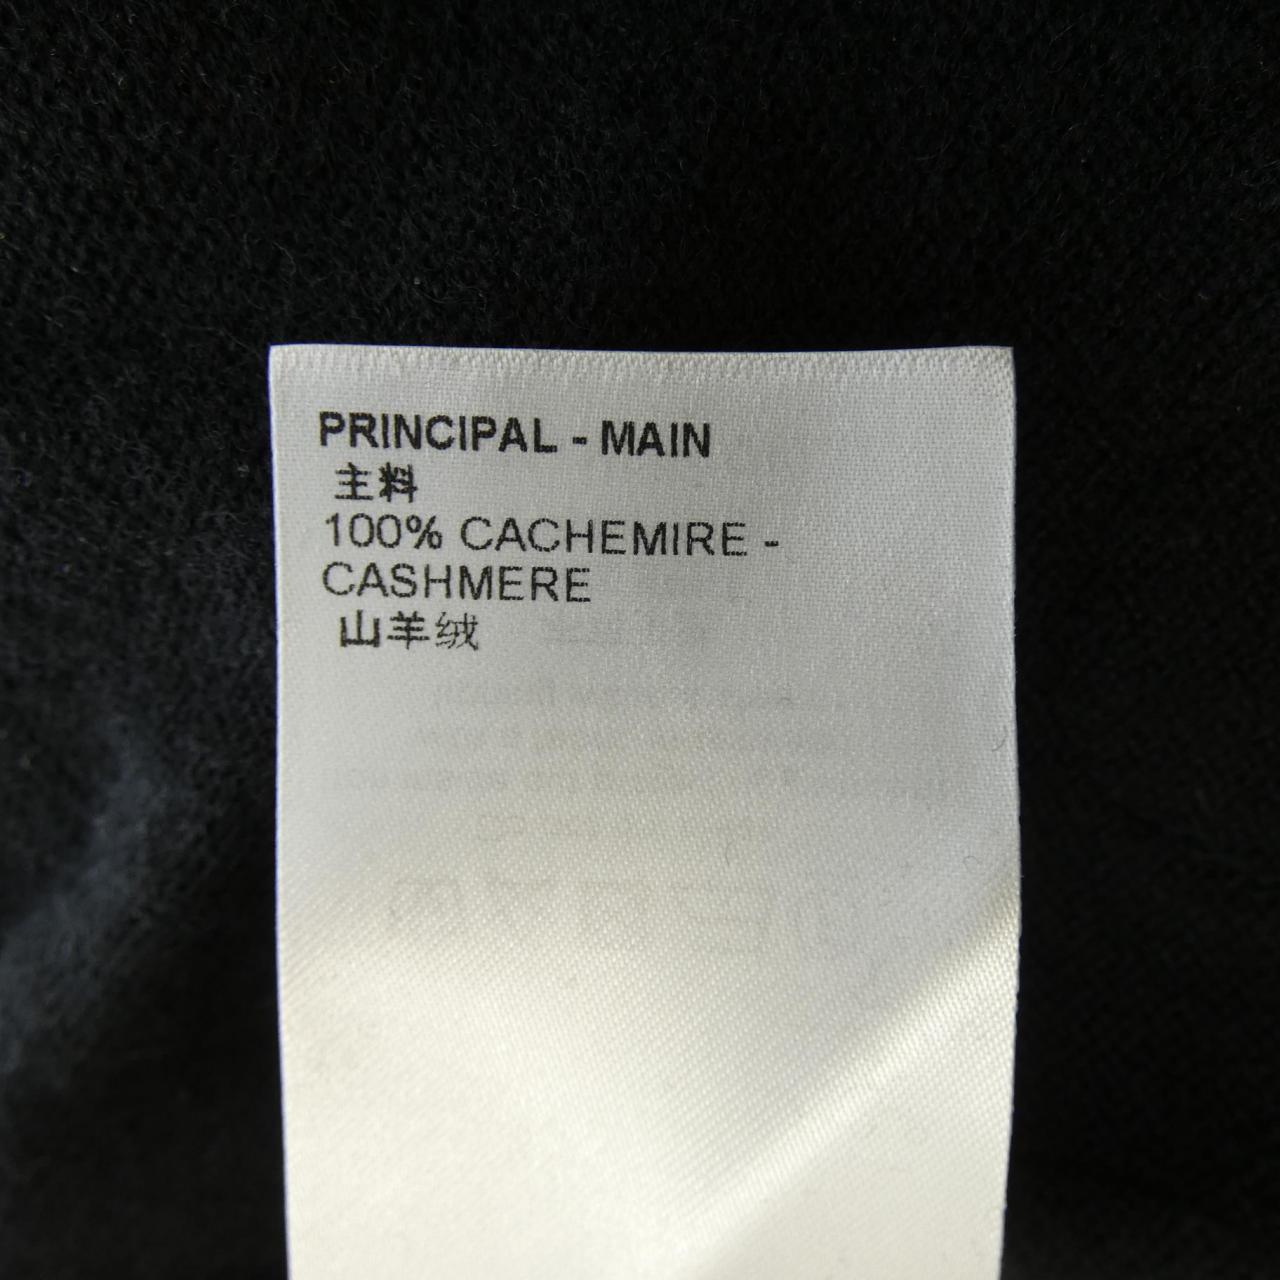 PRINCIPAL - MAIN
主料
100% CACHEMIRE -
CASHMERE
山羊绒